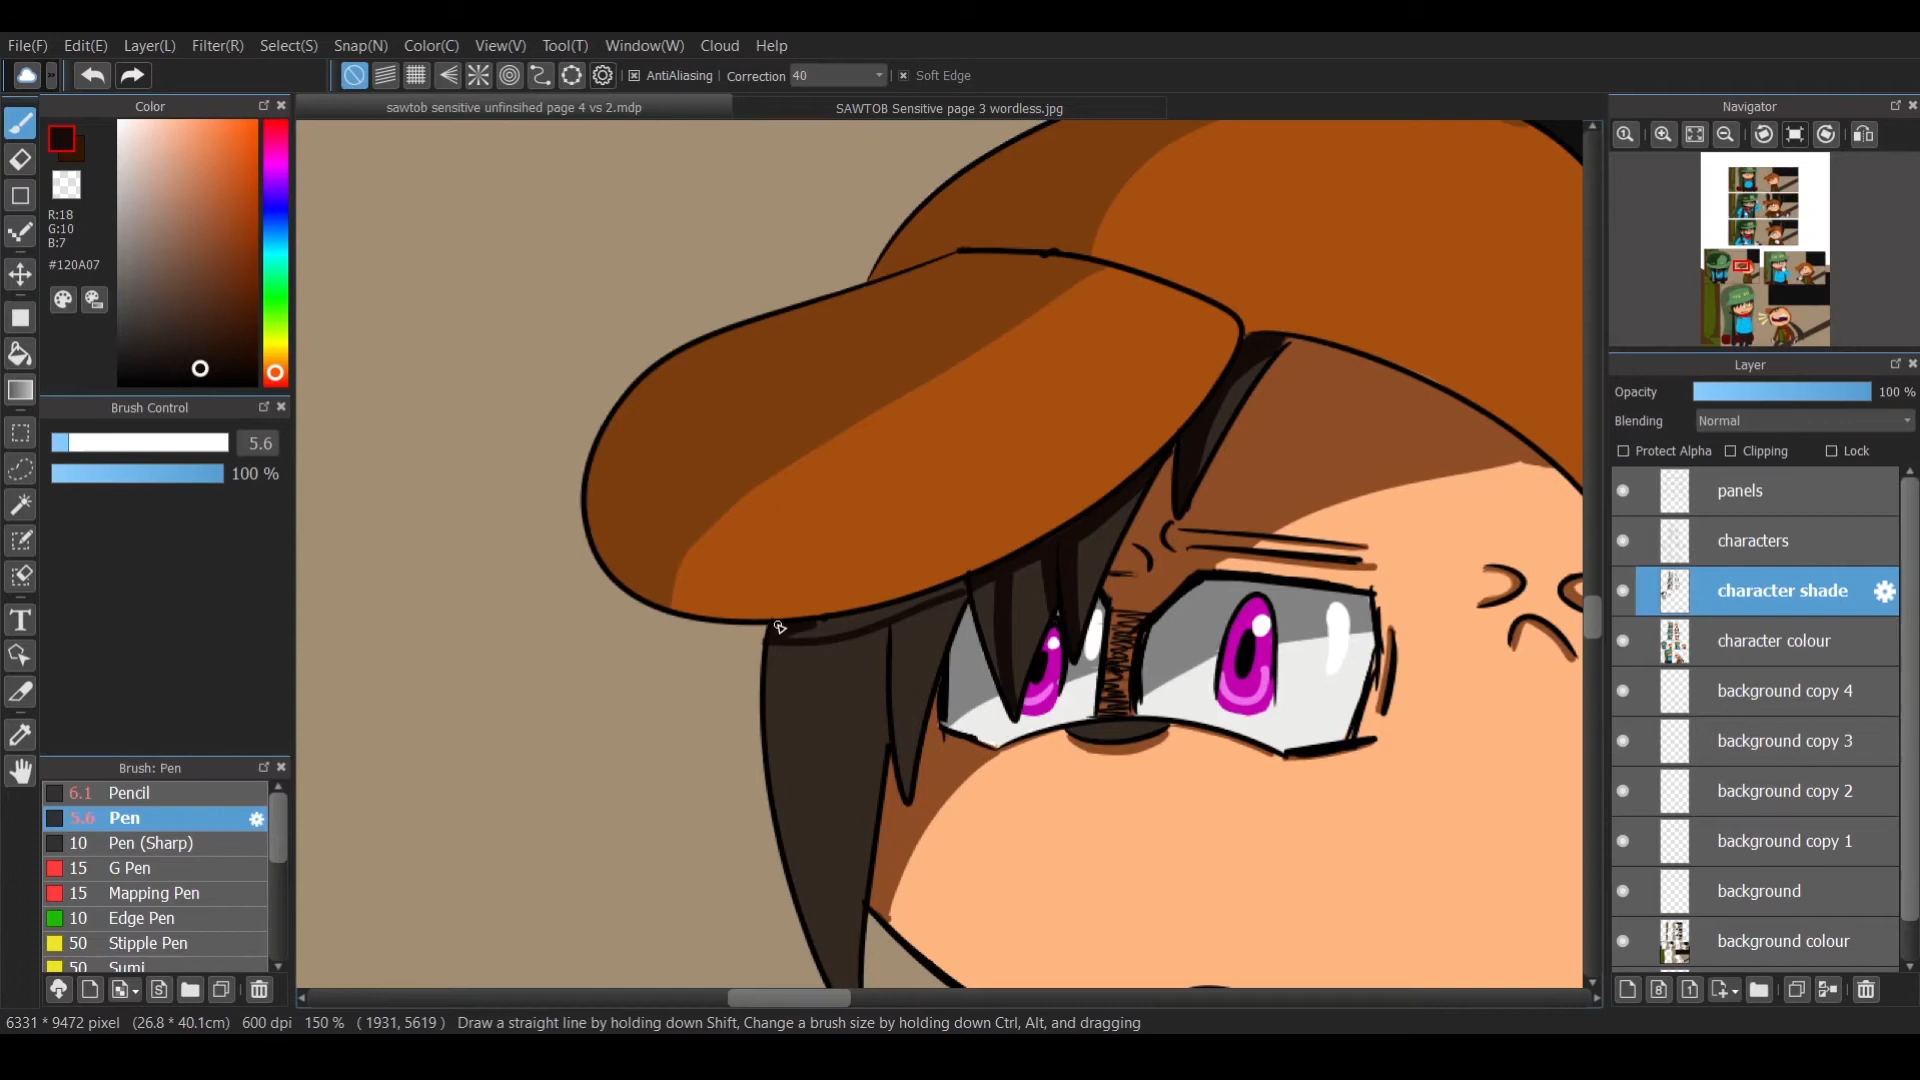 File(F) Edit(E) Layer(L) Filter(R) Select(S) Snap(N) Color(C) View(V) Tool(T) Window(W) Cloud Help
» AntiAliasing Correction 40 Soft Edge
Color
sawtob sensitive unfinsihed page 4 vs 2.mdp
SAWTOB Sensitive page 3 wordless.jpg
Navigator
R:18
G:10
B:7
#120A07
Brush Control
5.6
100 %
Brush: Pen
6.1 Pencil
5.6 Pen
10 Pen (Sharp)
15 G Pen
15 Mapping Pen
10 Edge Pen
50 Stipple Pen
50 Sumi
Layer
Opacity 100 %
Blending Normal
Protect Alpha Clipping Lock
panels
characters
character shade
character colour
background copy 4
background copy 3
background copy 2
background copy 1
background
background colour
6331 * 9472 pixel (26.8 * 40.1cm) 600 dpi 150 % ( 1931, 5619 ) Draw a straight line by holding down Shift, Change a brush size by holding down Ctrl, Alt, and dragging